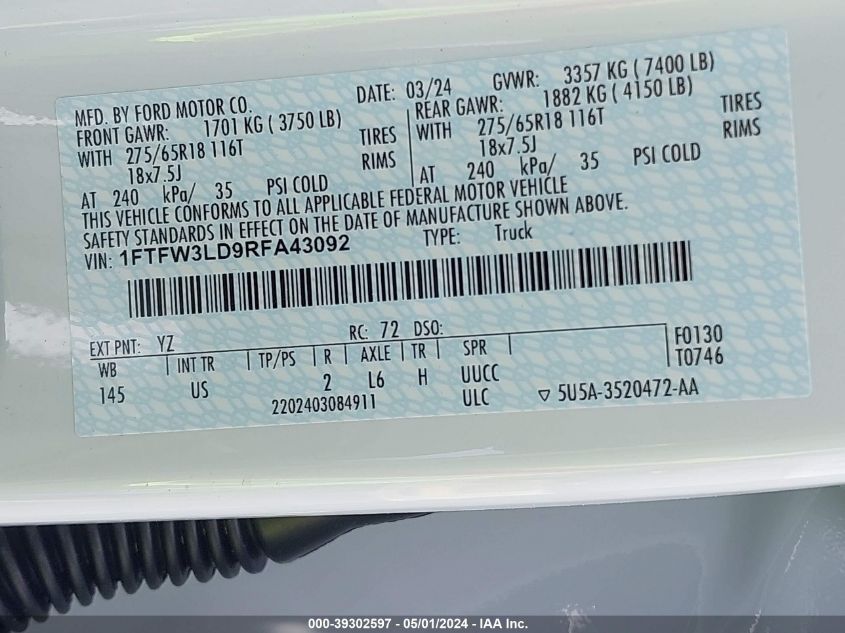 MFD. BY FORD MOTOR CO. DATE: 03/24 GVWR: 3357 KG ( 7400 LB)
FRONT GAWR: 1701 KG ( 3750 LB) REAR GAWR: 1882 KG ( 4150 LB)
WITH 275/65R18 116T TIRES WITH 275/65R18 116T TIRES
18x7.5J RIMS 18x7.5J RIMS
AT 240 kPa/ 35 PSI COLD AT 240 kPa/ 35 PSI COLD
THIS VEHICLE CONFORMS TO ALL APPLICABLE FEDERAL MOTOR VEHICLE
SAFETY STANDARDS IN EFFECT ON THE DATE OF MANUFACTURE SHOWN ABOVE.
VIN: 1FTFW3LD9RFA43092 TYPE: Truck
EXT PNT: YZ RC: 72 DSO: F0130
WB INT TR TP/PS R AXLE TR SPR T0746
145 US 2 L6 H UUCC
2202403084911 ULC ▽ 5U5A-3520472-AA
000-39302597 - 05/01/2024 - IAA Inc.